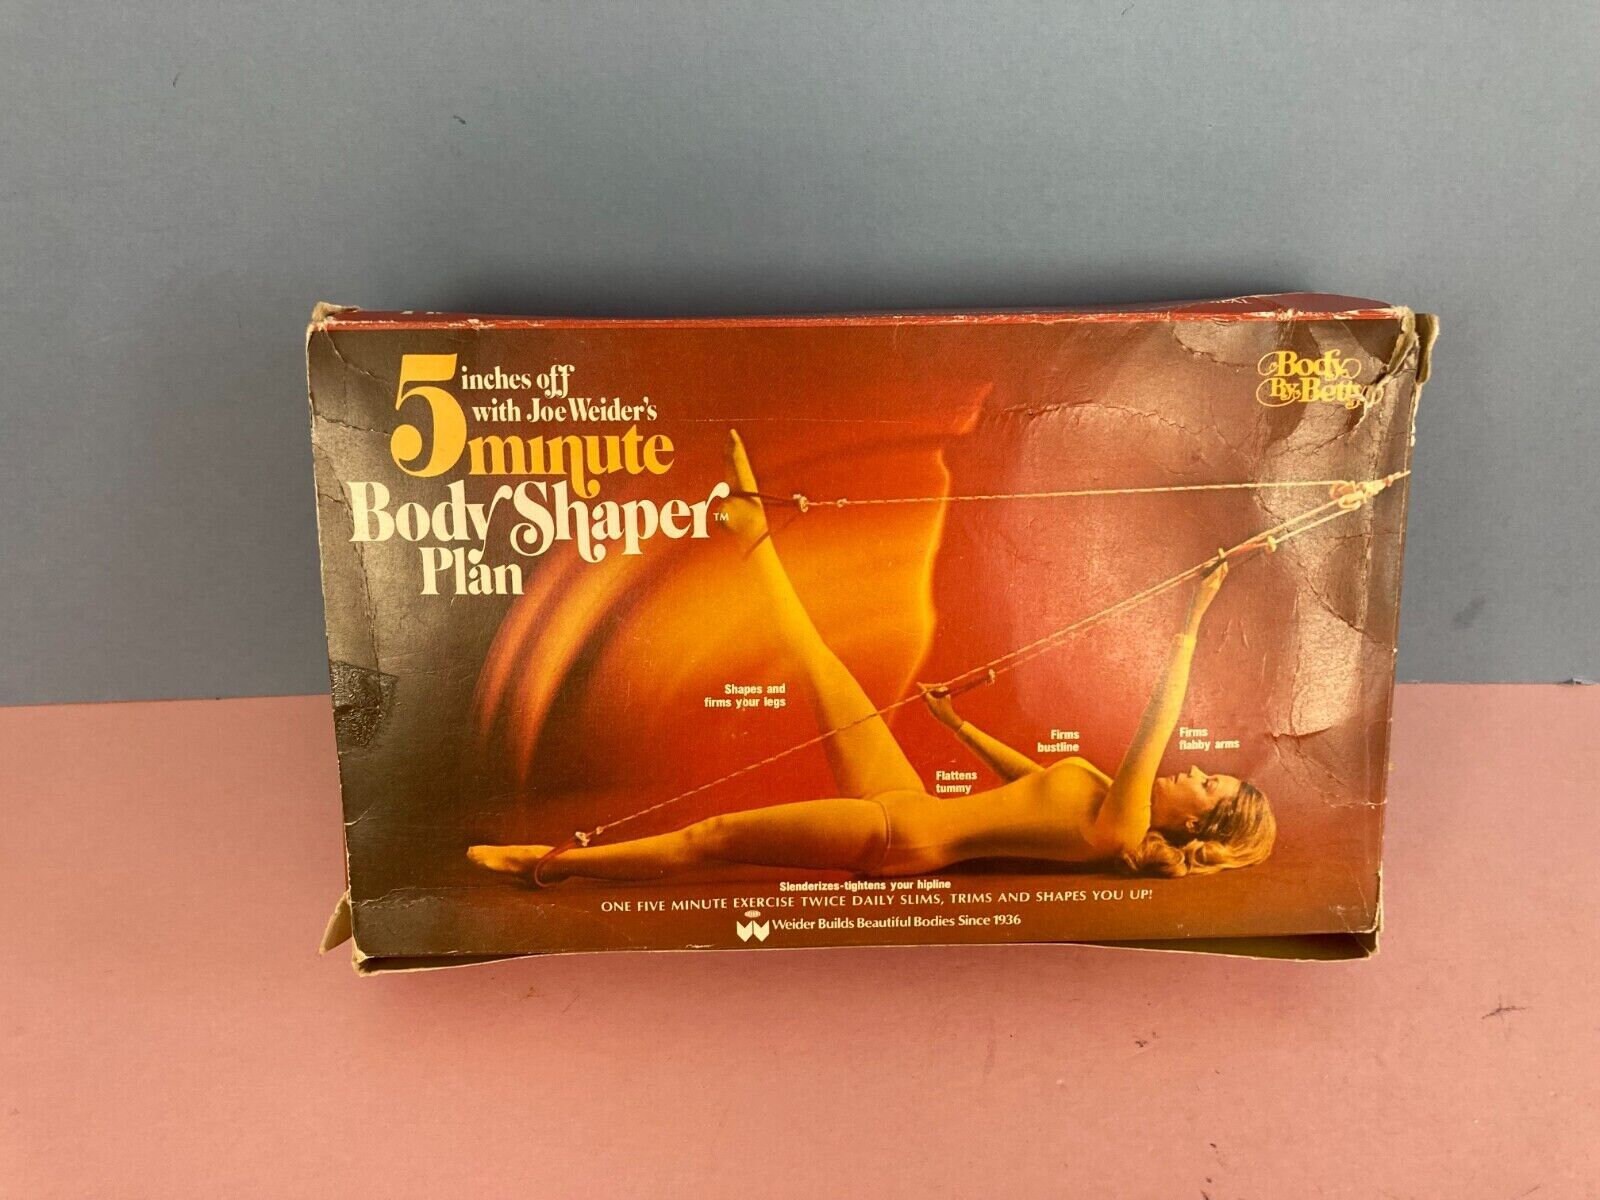 5 inches off
with Joe Weider's
5 minute
Body Shaper™
Plan
Body
By Betty
Shapes and
firms your legs
Firms
bustline
Firms
flabby arms
Flattens
tummy
Slenderizes-tightens your hipline
ONE FIVE MINUTE EXERCISE TWICE DAILY SLIMS, TRIMS AND SHAPES YOU UP!
Weider Builds Beautiful Bodies Since 1936